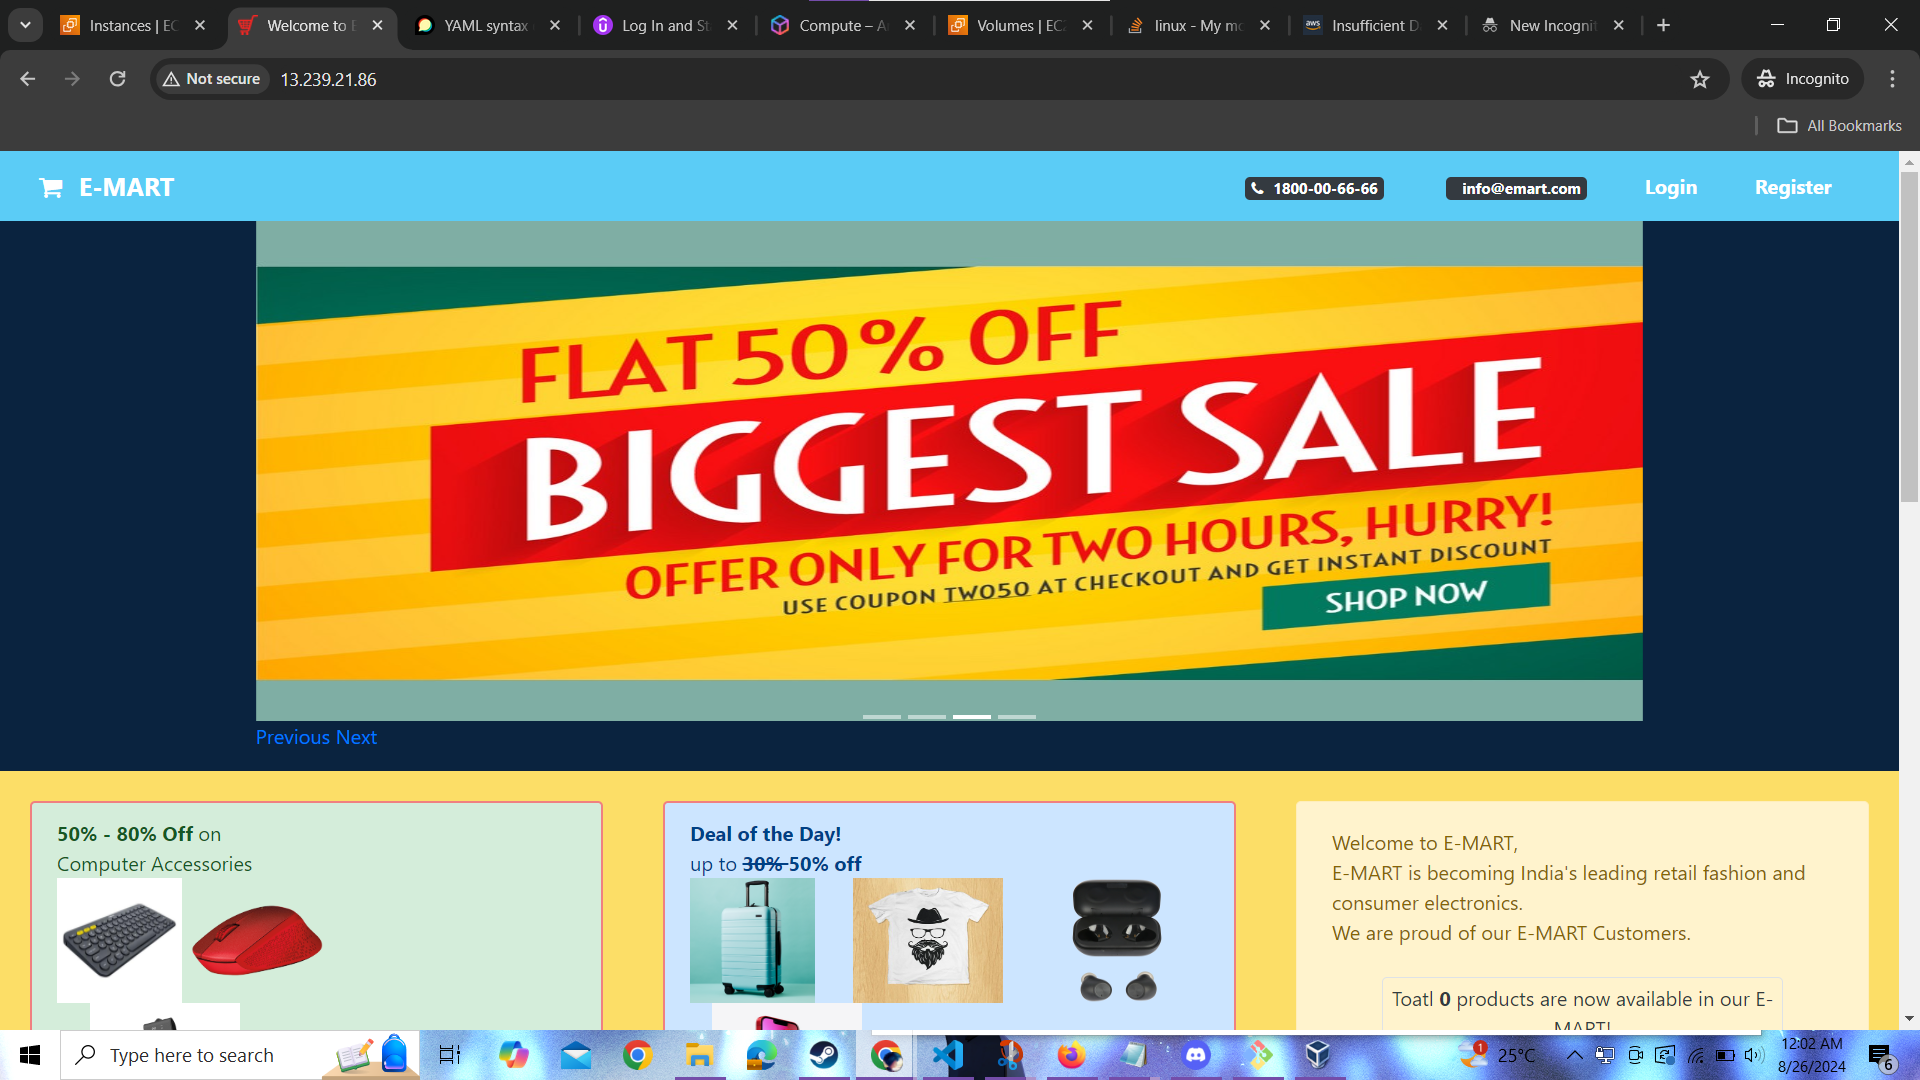 Instances | EC
Welcome to E
YAML syntax
Log In and St
Compute – A
Volumes | EC2
linux - My mo
aws
Insufficient D
New Incognit
Not secure
13.239.21.86
Incognito
All Bookmarks
E-MART
1800-00-66-66
info@emart.com
Login
Register
FLAT 50% OFF
BIGGEST SALE
OFFER ONLY FOR TWO HOURS, HURRY!
USE COUPON TWO50 AT CHECKOUT AND GET INSTANT DISCOUNT
SHOP NOW
Previous Next
50% - 80% Off on
Computer Accessories
Deal of the Day!
up to 30% 50% off
Welcome to E-MART,
E-MART is becoming India's leading retail fashion and
consumer electronics.
We are proud of our E-MART Customers.
Toatl 0 products are now available in our E-
MART!
Type here to search
1
25°C
12:02 AM
8/26/2024
6